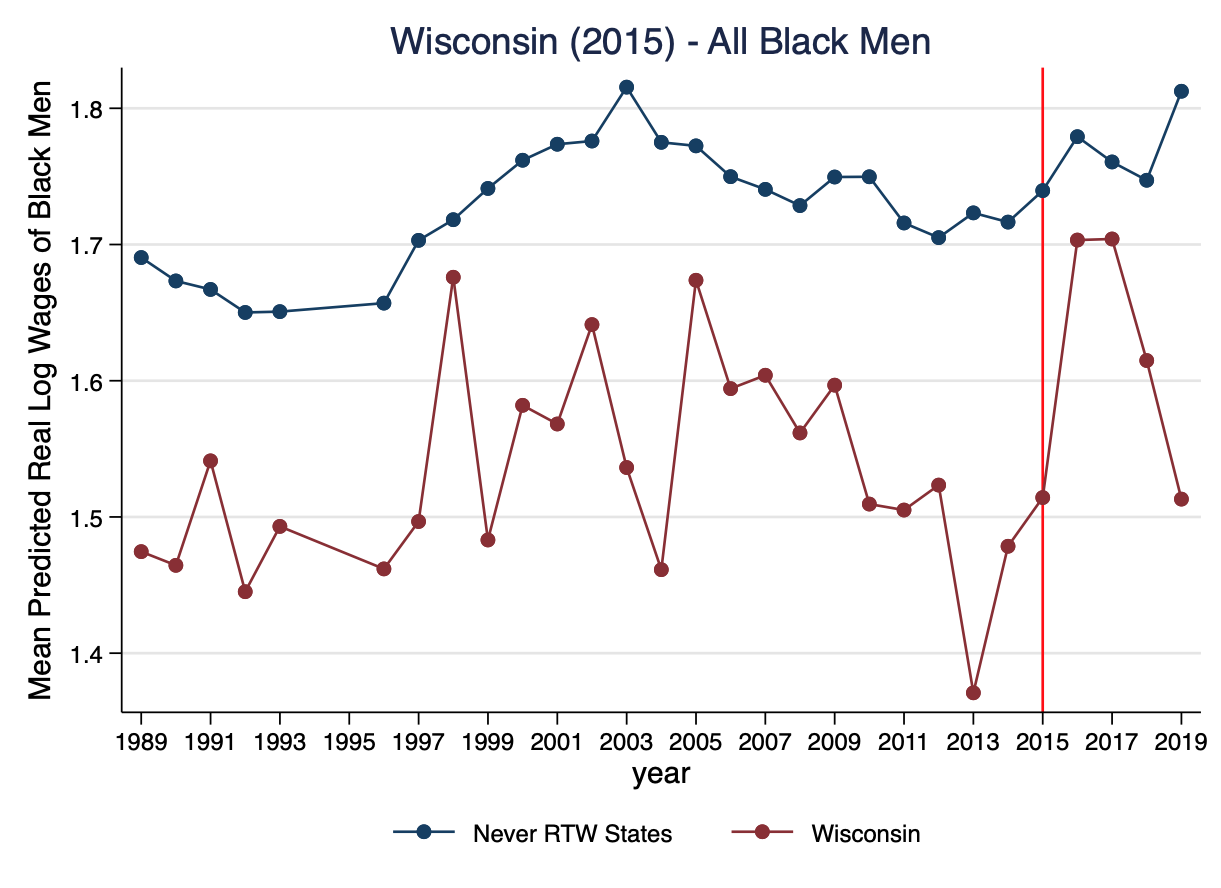 Wisconsin (2015) - All Black Men
Mean Predicted Real Log Wages of Black Men
1.8
1.7
1.6
1.5
1.4
1989 1991 1993 1995 1997 1999 2001 2003 2005 2007 2009 2011 2013 2015 2017 2019
year
Never RTW States Wisconsin